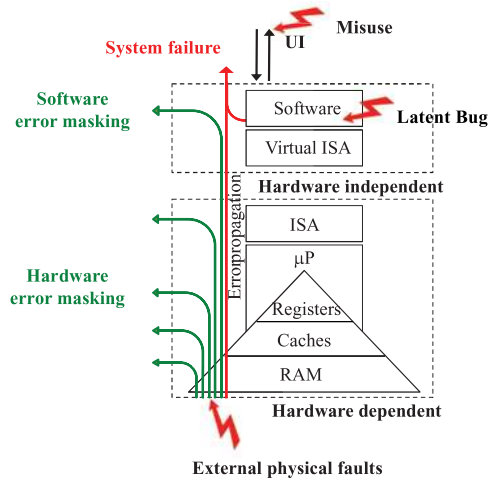 Misuse
UI
System failure
Software
error masking
Software
Latent Bug
Virtual ISA
Hardware independent
Errorpropagation
ISA
μP
Hardware
error masking
Registers
Caches
RAM
Hardware dependent
External physical faults